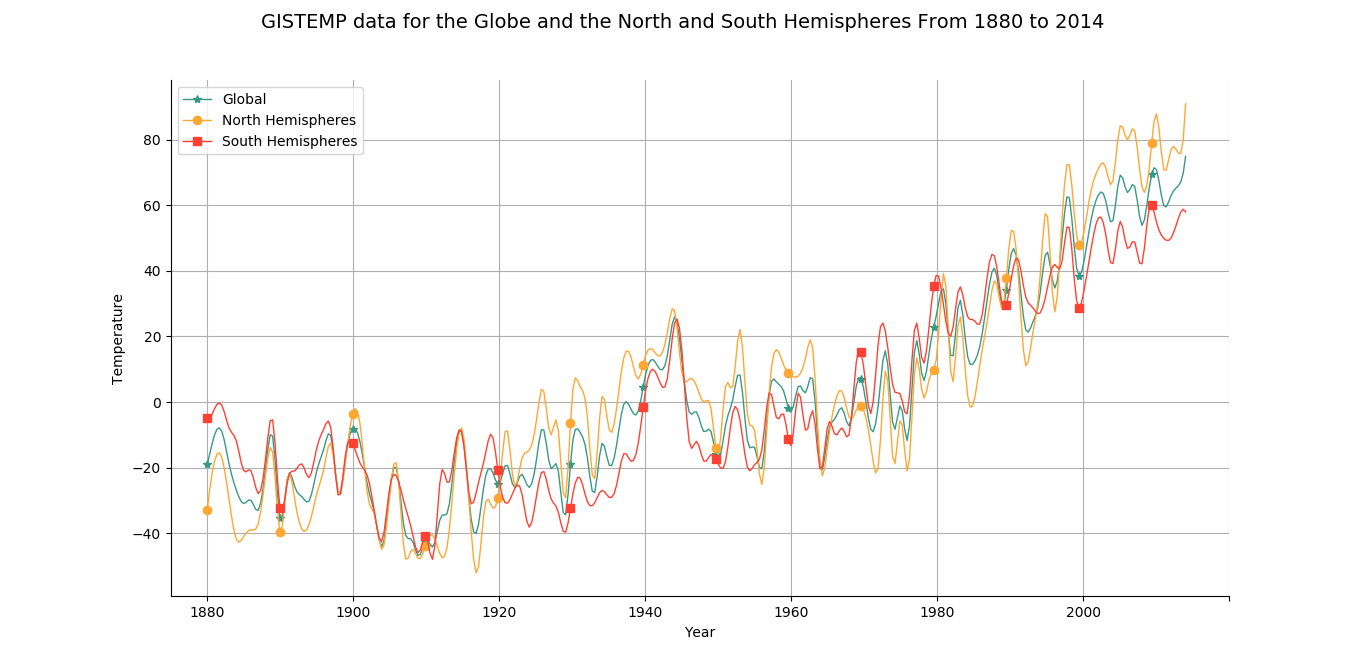 GISTEMP data for the Globe and the North and South Hemispheres From 1880 to 2014
Global
North Hemispheres
South Hemispheres
80
60
40
20
0
−20
−40
Temperature
1880 1900 1920 1940 1960 1980 2000
Year